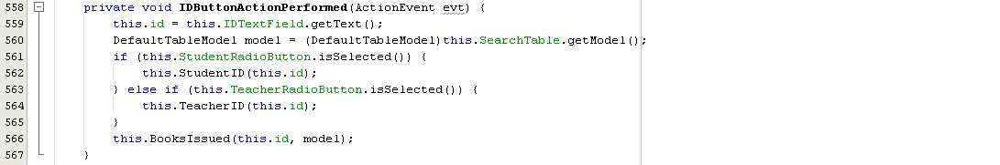 558 private void IDButtonActionPerformed(ActionEvent evt) {
559 this.id = this.IDTextField.getText();
560 DefaultTableModel model = (DefaultTableModel)this.SearchTable.getModel();
561 if (this.StudentRadioButton.isSelected()) {
562 this.StudentID(this.id);
563 } else if (this.TeacherRadioButton.isSelected()) {
564 this.TeacherID(this.id);
565 }
566 this.BooksIssued(this.id, model);
567 }